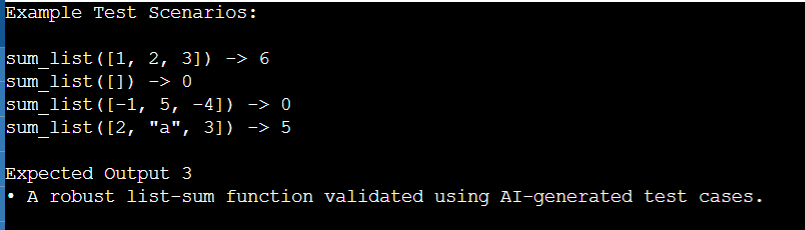 Example Test Scenarios:
sum_list([1, 2, 3]) -> 6
sum_list([]) -> 0
sum_list([-1, 5, -4]) -> 0
sum_list([2, "a", 3]) -> 5
Expected Output 3
• A robust list-sum function validated using AI-generated test cases.